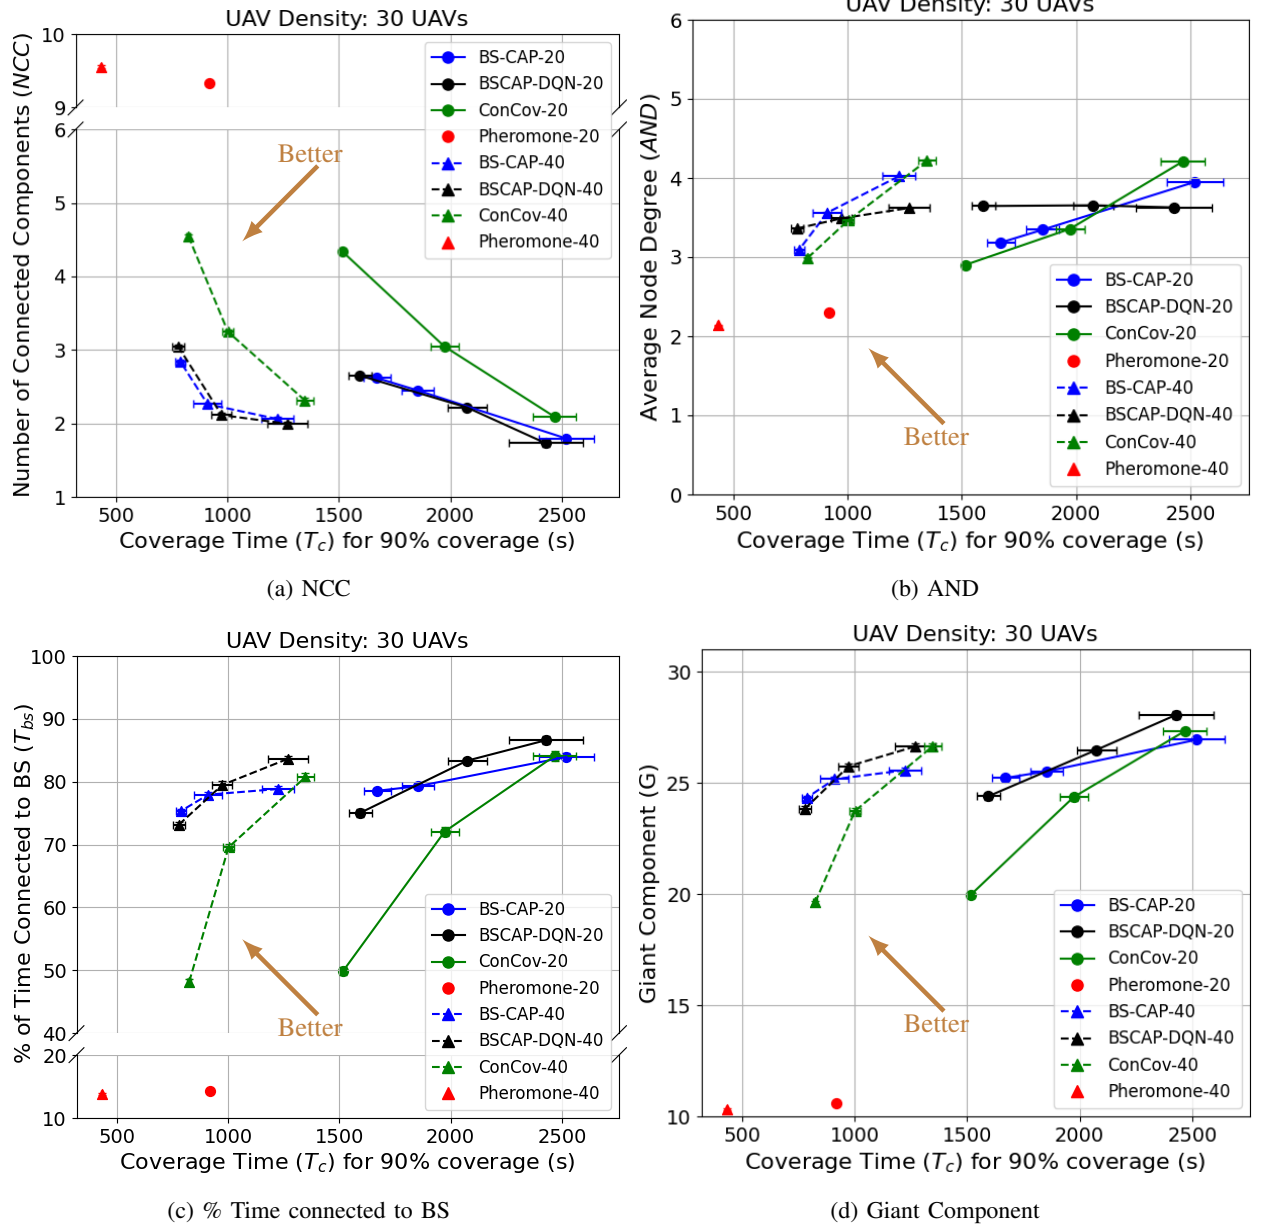 UAV Density: 30 UAVs
Number of Connected Components (NCC)
10
9
6
5
4
3
2
1
500
1000
1500
2000
2500
Coverage Time (T_c) for 90% coverage (s)
BS-CAP-20
BSCAP-DQN-20
ConCov-20
Pheromone-20
BS-CAP-40
BSCAP-DQN-40
ConCov-40
Pheromone-40
Better
(a) NCC
UAV Density: 30 UAVs
Average Node Degree (AND)
6
5
4
3
2
1
0
500
1000
1500
2000
2500
Coverage Time (T_c) for 90% coverage (s)
BS-CAP-20
BSCAP-DQN-20
ConCov-20
Pheromone-20
BS-CAP-40
BSCAP-DQN-40
ConCov-40
Pheromone-40
Better
(b) AND
UAV Density: 30 UAVs
% of Time Connected to BS (T_bs)
100
90
80
70
60
50
40
20
10
500
1000
1500
2000
2500
Coverage Time (T_c) for 90% coverage (s)
BS-CAP-20
BSCAP-DQN-20
ConCov-20
Pheromone-20
BS-CAP-40
BSCAP-DQN-40
ConCov-40
Pheromone-40
Better
(c) % Time connected to BS
UAV Density: 30 UAVs
Giant Component (G)
30
25
20
15
10
500
1000
1500
2000
2500
Coverage Time (T_c) for 90% coverage (s)
BS-CAP-20
BSCAP-DQN-20
ConCov-20
Pheromone-20
BS-CAP-40
BSCAP-DQN-40
ConCov-40
Pheromone-40
Better
(d) Giant Component